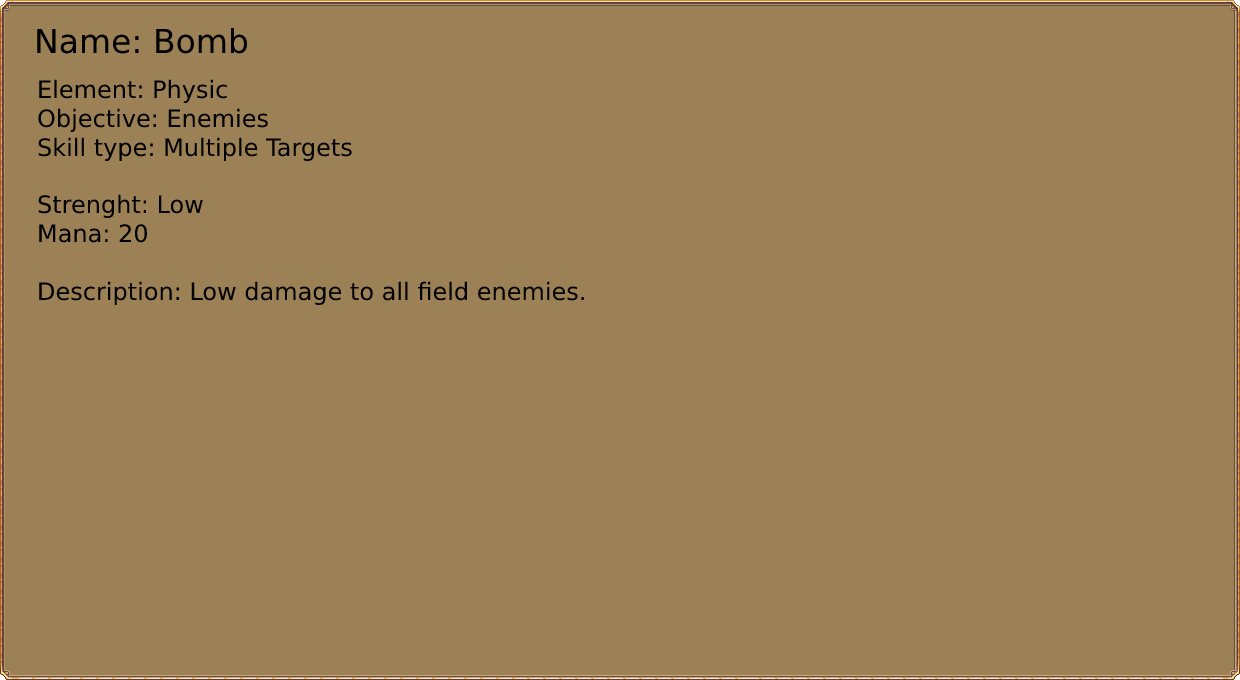 Name: Bomb
Element: Physic
Objective: Enemies
Skill type: Multiple Targets
Strenght: Low
Mana: 20
Description: Low damage to all field enemies.